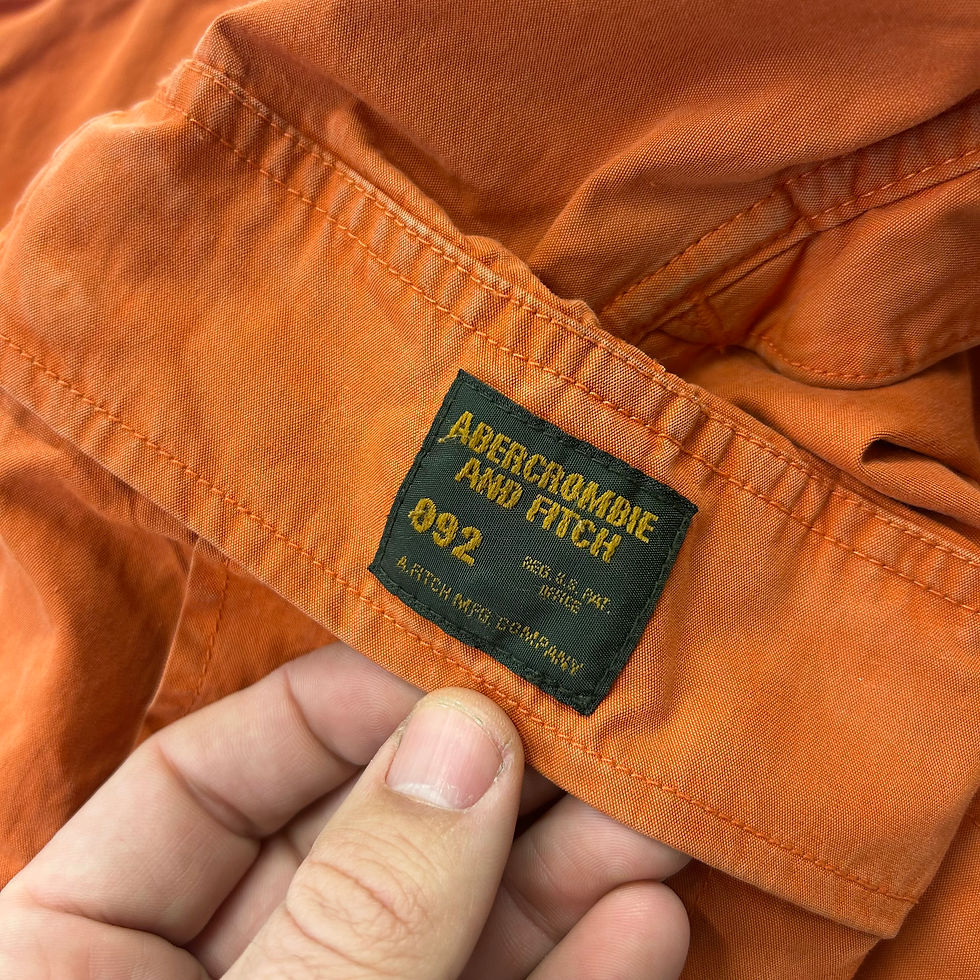 ABERCROMBIE
AND FITCH
092
REG. U.S. PAT.
OFFICE
A.FITCH MFG. COMPANY